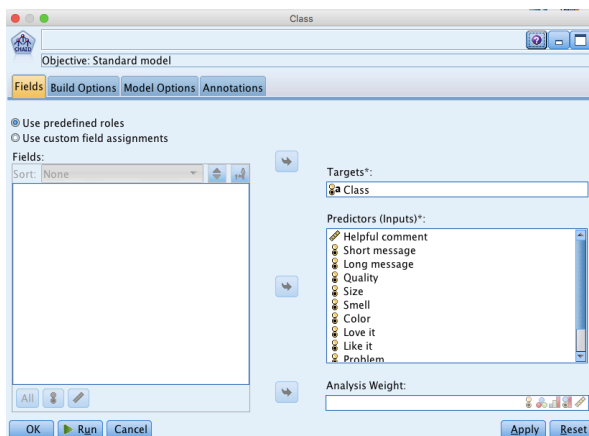 Class
CHAID
Objective: Standard model
Fields Build Options Model Options Annotations
Use predefined roles
Use custom field assignments
Fields:
Sort: None
Targets*:
Class
Predictors (Inputs)*:
Helpful comment
Short message
Long message
Quality
Size
Smell
Color
Love it
Like it
Problem
All
Analysis Weight:
OK Run Cancel Apply Reset